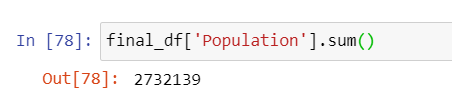 In [78]: final_df['Population'].sum()
Out[78]: 2732139